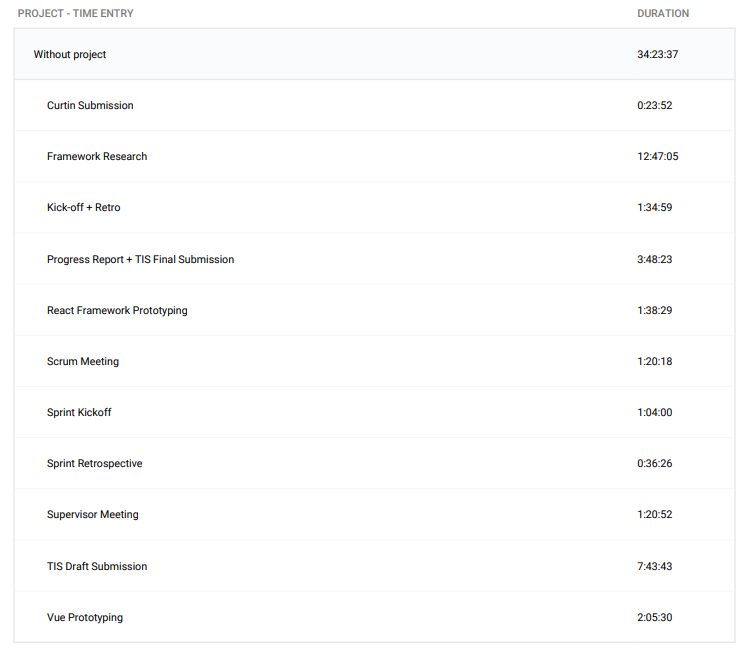 PROJECT - TIME ENTRY DURATION
Without project 34:23:37
Curtin Submission 0:23:52
Framework Research 12:47:05
Kick-off + Retro 1:34:59
Progress Report + TIS Final Submission 3:48:23
React Framework Prototyping 1:38:29
Scrum Meeting 1:20:18
Sprint Kickoff 1:04:00
Sprint Retrospective 0:36:26
Supervisor Meeting 1:20:52
TIS Draft Submission 7:43:43
Vue Prototyping 2:05:30